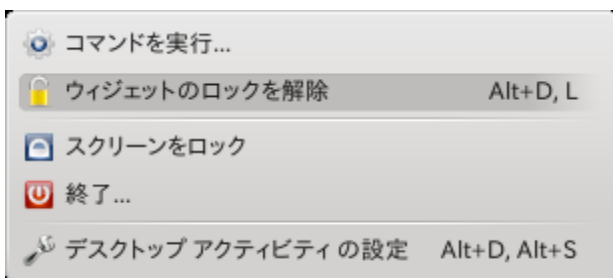 コマンドを実行...
ウィジェットのロックを解除 Alt+D, L
スクリーンをロック
終了...
デスクトップ アクティビティ の設定 Alt+D, Alt+S